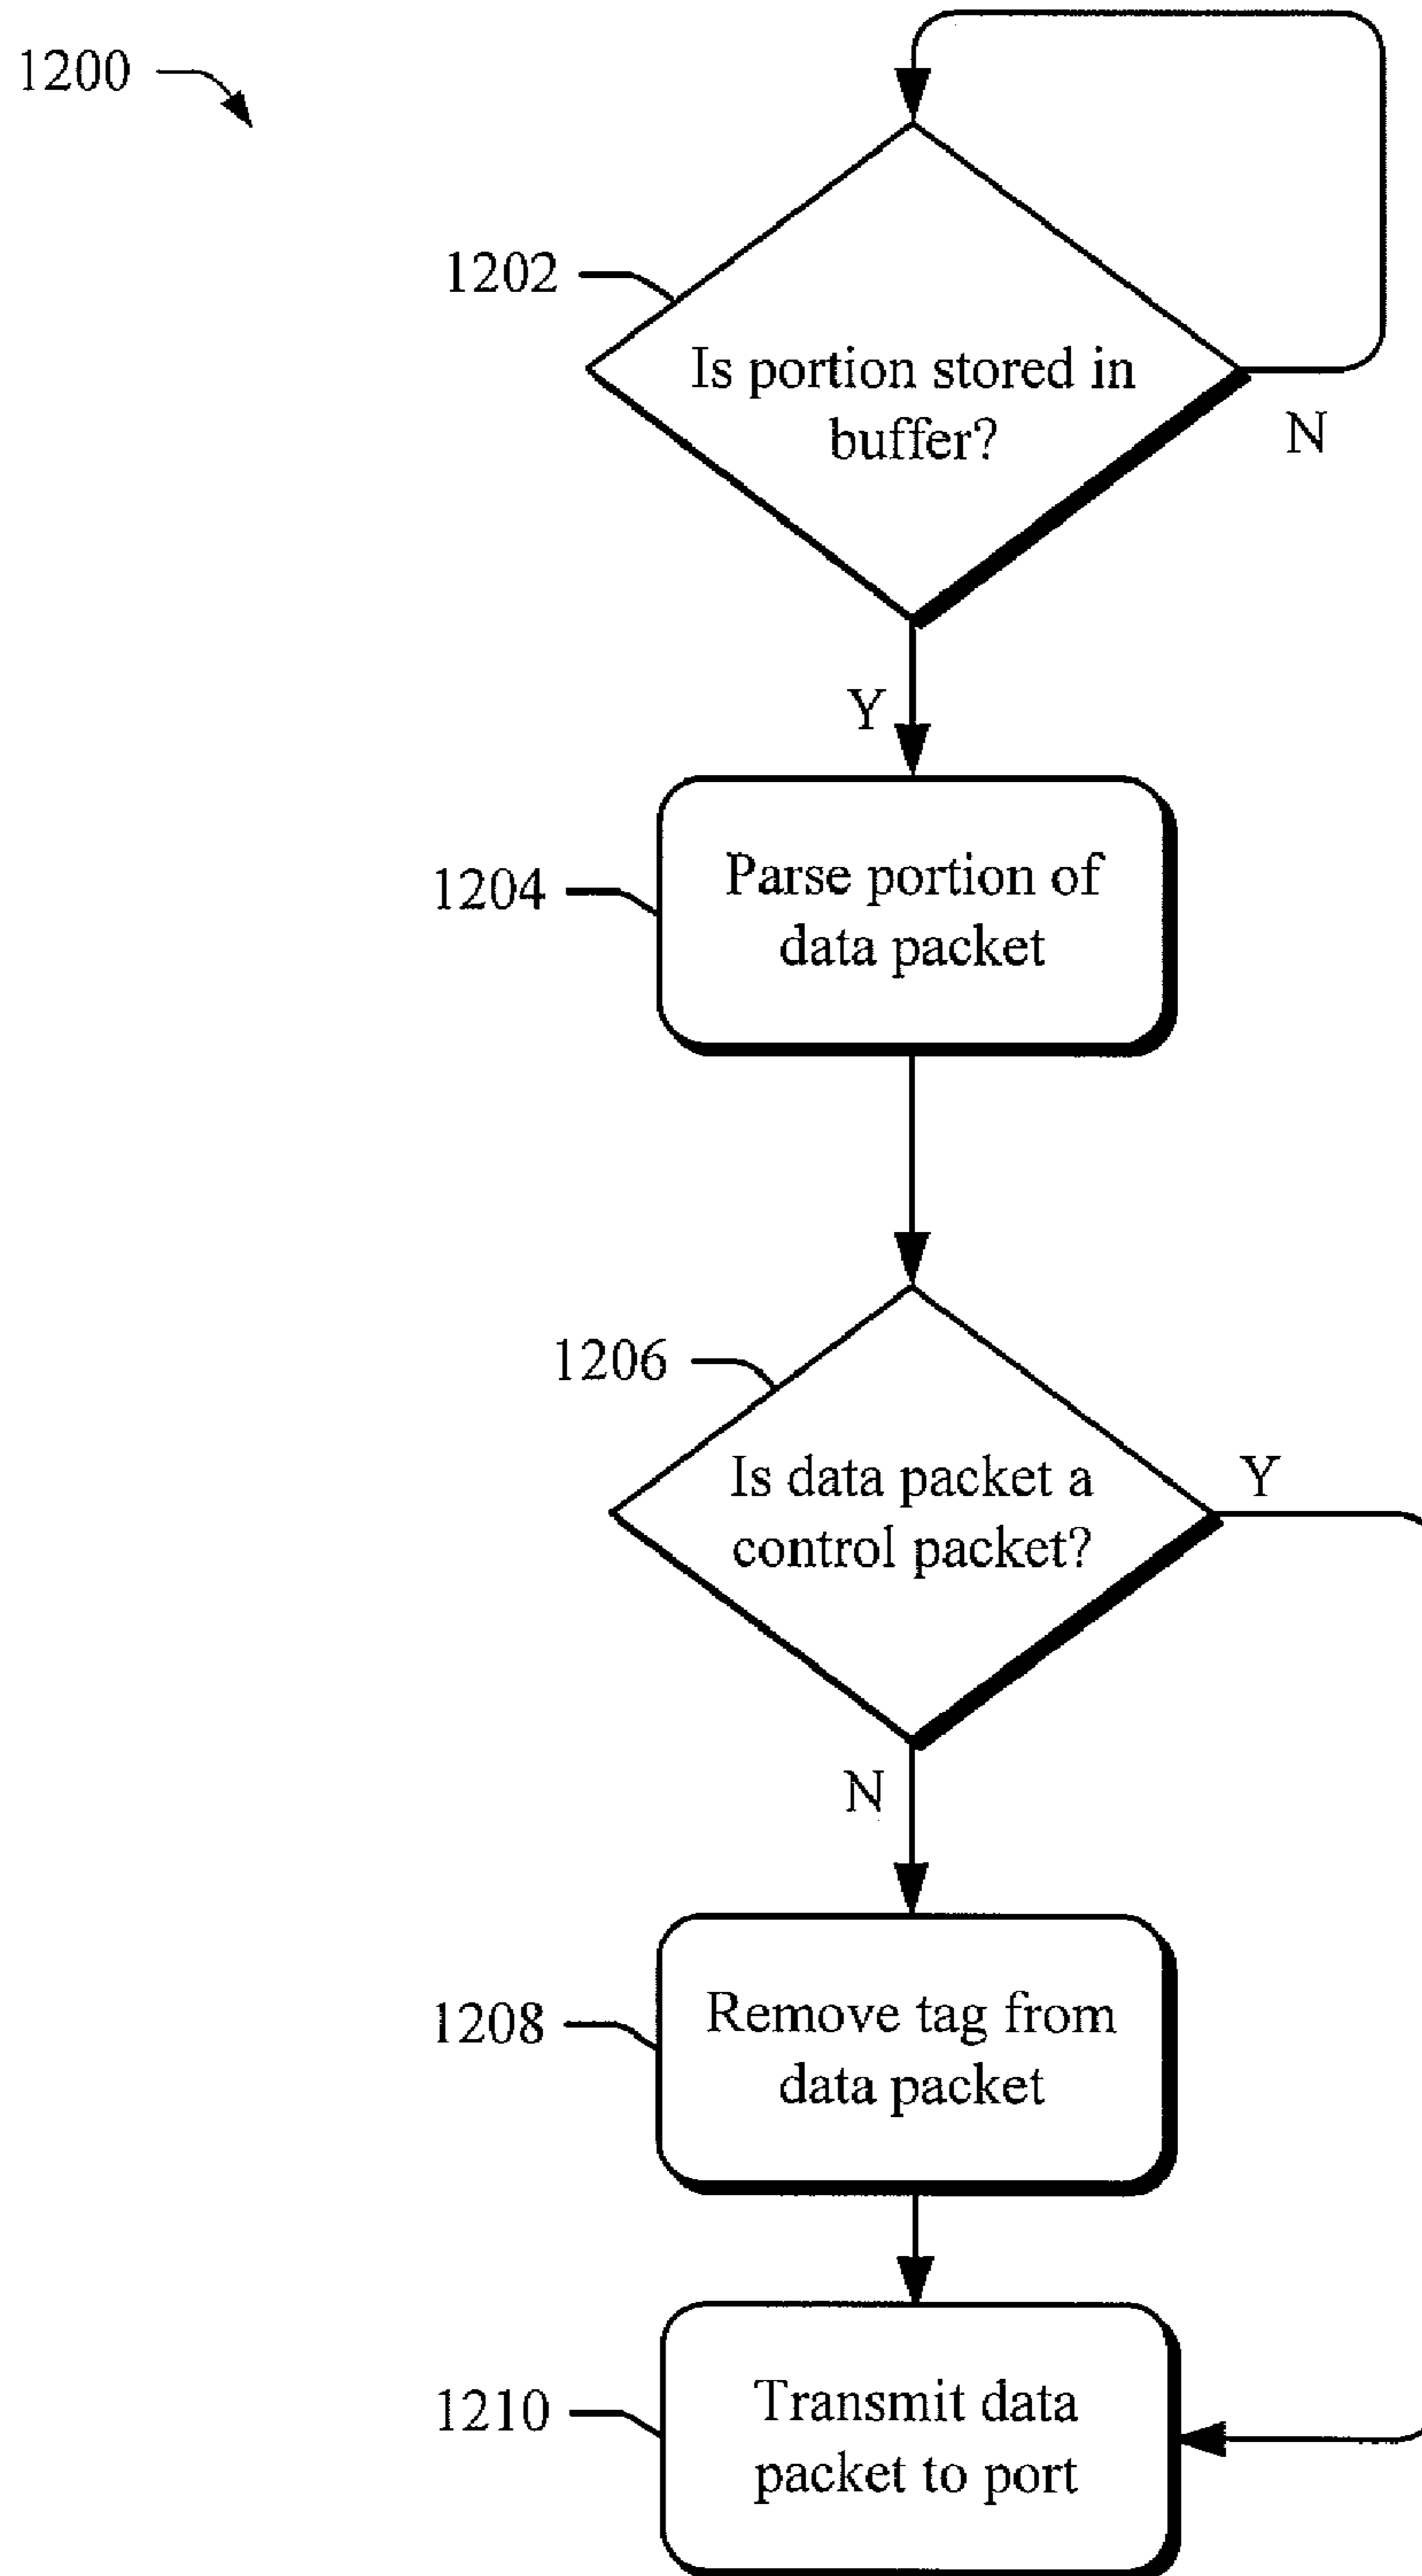 1200
1202
Is portion stored in
buffer?
N
Y
1204
Parse portion of
data packet
1206
Is data packet a
control packet?
Y
N
1208
Remove tag from
data packet
1210
Transmit data
packet to port